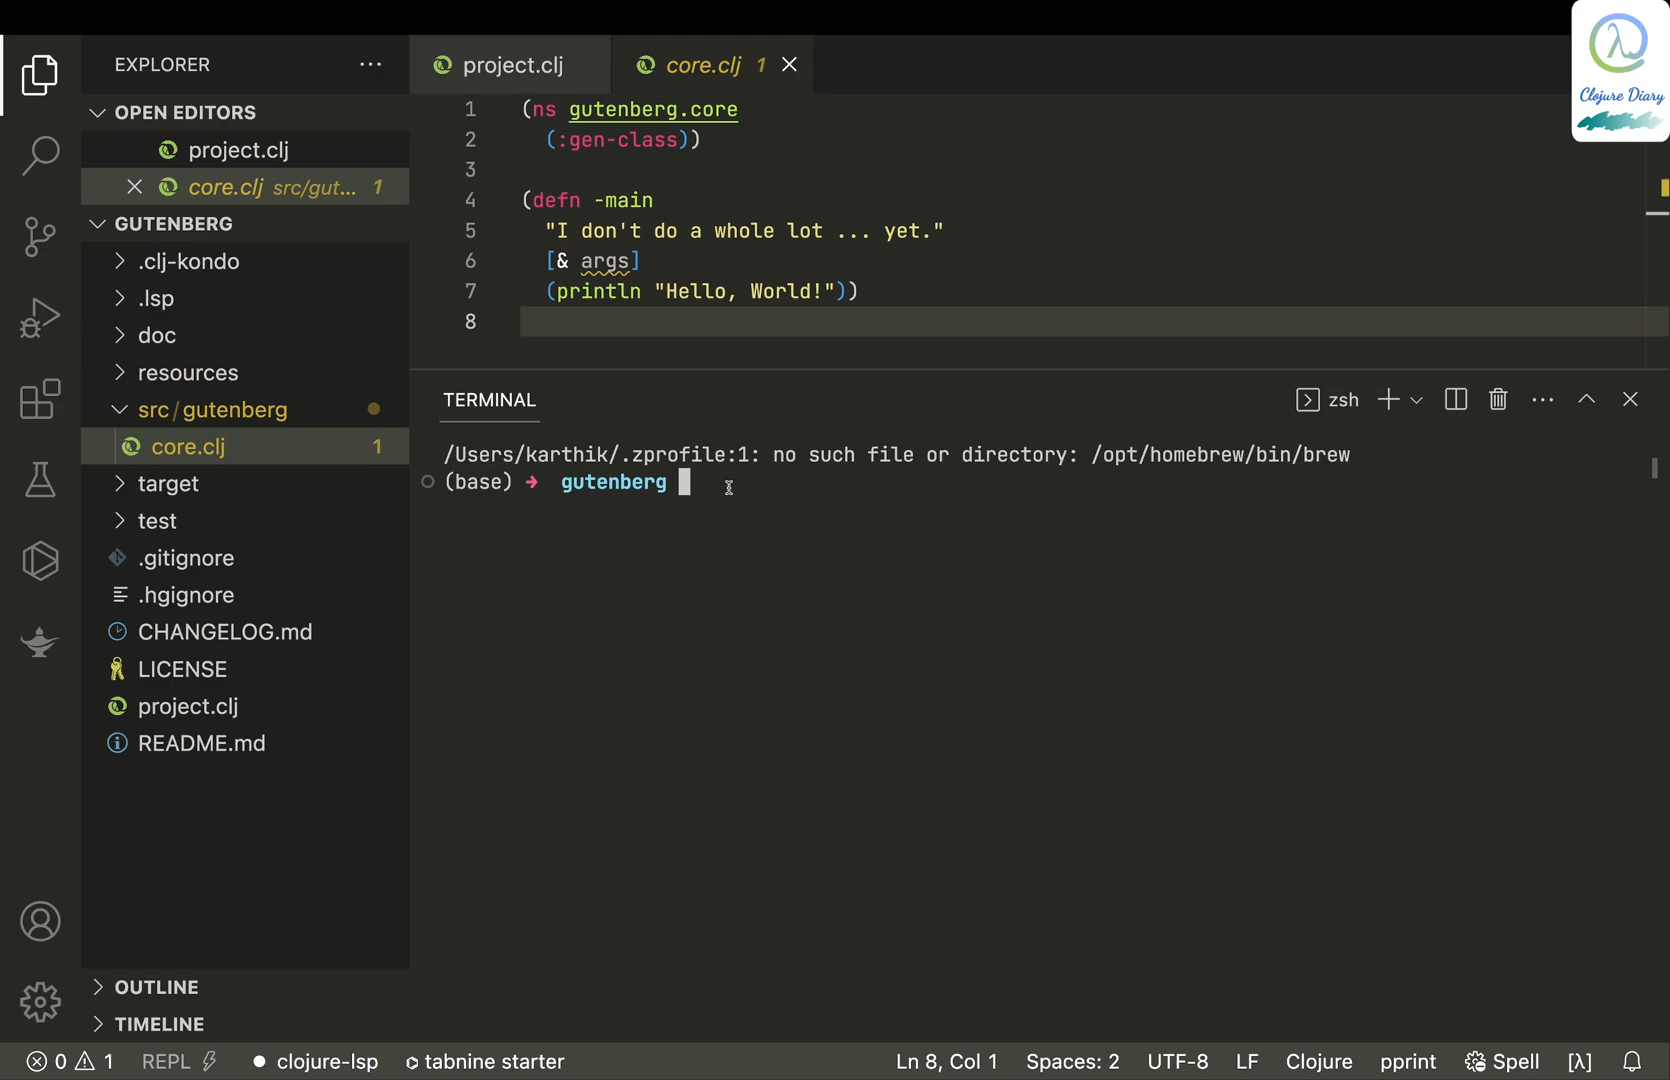 EXPLORER
OPEN EDITORS
project.clj
core.clj src/gut... 1
GUTENBERG
.clj-kondo
.lsp
doc
resources
src/gutenberg
core.clj 1
target
test
.gitignore
.hgignore
CHANGELOG.md
LICENSE
project.clj
README.md
OUTLINE
TIMELINE
project.clj
core.clj 1
1 (ns gutenberg.core
2 (:gen-class))
3
4 (defn -main
5 "I don't do a whole lot ... yet."
6 [& args]
7 (println "Hello, World!"))
8
λ
Clojure Diary
TERMINAL
zsh
/Users/karthik/.zprofile:1: no such file or directory: /opt/homebrew/bin/brew
(base) ➜ gutenberg
0 1 REPL clojure-lsp tabnine starter Ln 8, Col 1 Spaces: 2 UTF-8 LF Clojure pprint Spell [λ]